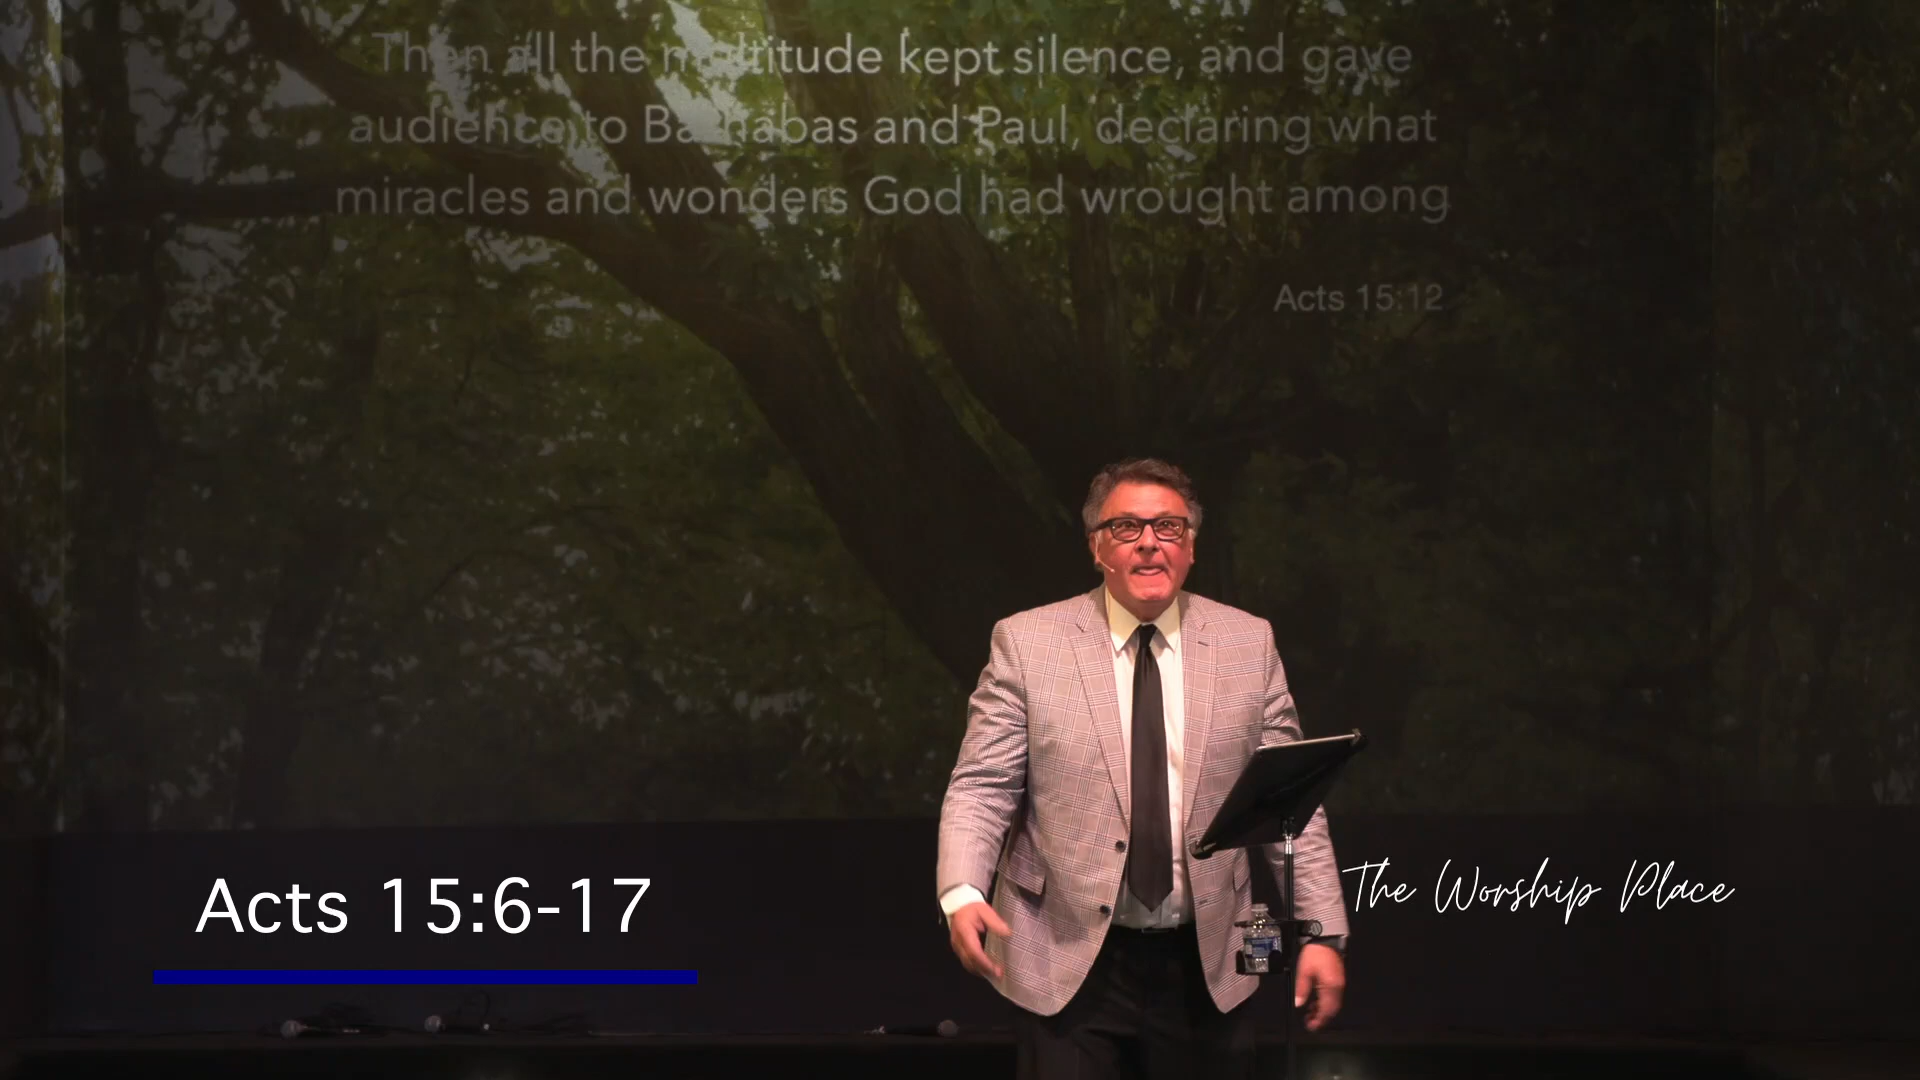 Then all the multitude kept silence, and gave
audience to Barnabas and Paul, declaring what
miracles and wonders God had wrought among
Acts 15:12
Acts 15:6-17
The Worship Place